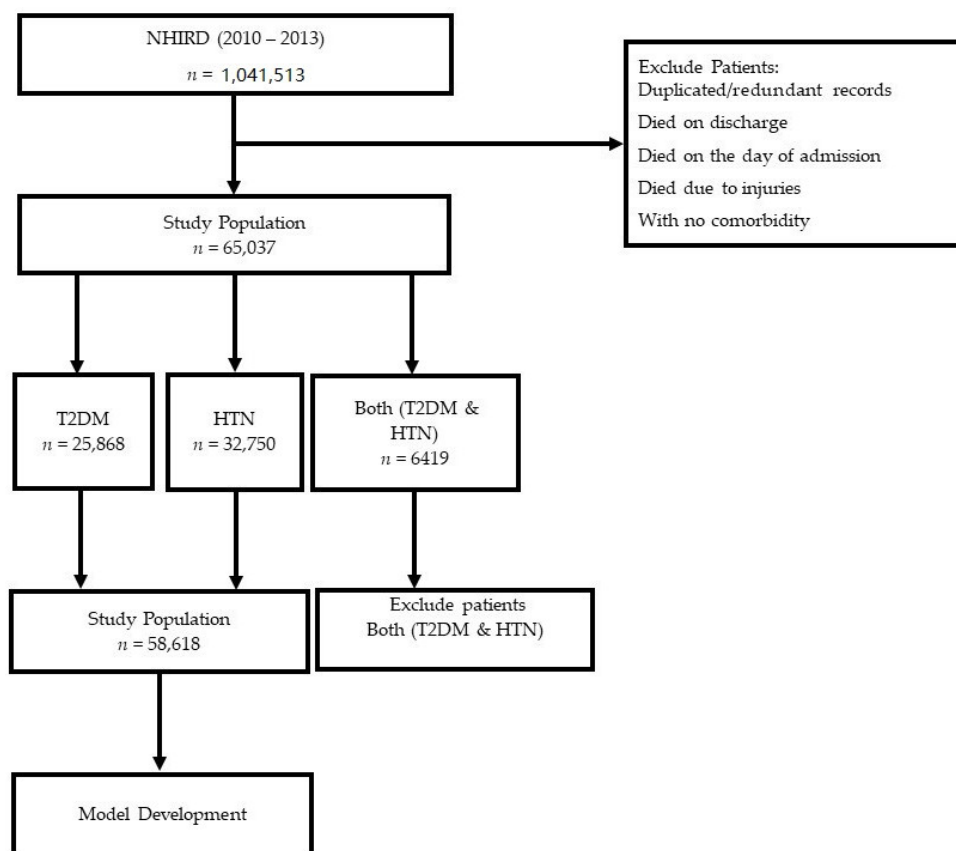 NHIRD (2010 – 2013)
n = 1,041,513
Exclude Patients:
Duplicated/redundant records
Died on discharge
Died on the day of admission
Died due to injuries
With no comorbidity
Study Population
n = 65,037
T2DM
n = 25,868
HTN
n = 32,750
Both (T2DM &
HTN)
n = 6419
Study Population
n = 58,618
Exclude patients
Both (T2DM & HTN)
Model Development